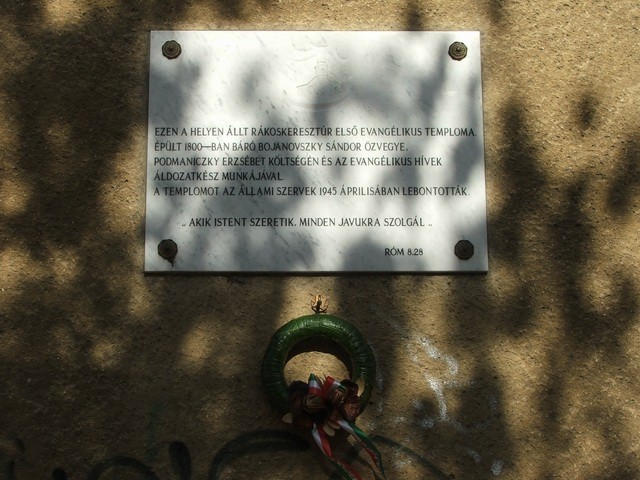 EZEN A HELYEN ÁLLT RÁKOSKERESZTÚR ELSŐ EVANGÉLIKUS TEMPLOMA.
ÉPÜLT 1800—BAN BÁRÓ BOJANOVSZKY SÁNDOR ÖZVEGYE,
PODMANICZKY ERZSÉBET KÖLTSÉGÉN ÉS AZ EVANGÉLIKUS HÍVEK
ÁLDOZATKÉSZ MUNKÁJÁVAL.
A TEMPLOMOT AZ ÁLLAMI SZERVEK 1945 ÁPRILISÁBAN LEBONTOTTÁK.
„ AKIK ISTENT SZERETIK, MINDEN JAVUKRA SZOLGÁL „
RÓM 8.28